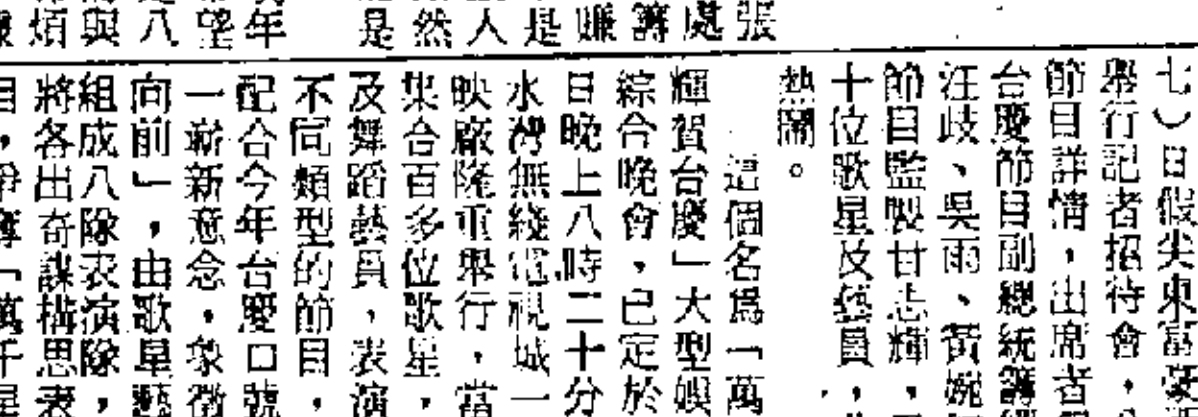 張
處
籌
嫌
是
人
然
是
年
望
八
與
煩
七）日假尖東富豪
舉行記者招待會，
節目詳情，出席者
台慶節目副總統籌
汪岐、吳雨、黃婉
節目監製甘志輝，
十位歌星及藝員，
熱鬧。
這個名爲「萬
輝賀台慶」大型娛
綜合晚會，已定於
日晚上八時二十分
水灣無綫電視城一
映廠隆重舉行，當
集合百多位歌星，
及舞蹈藝員，表演
不同類型的節目，
配合今年台慶口號
一嶄新意念，象徵
向前」，由歌星藝
組成八隊表演隊，
將各出奇謀構思表
目，爭奪「萬千星